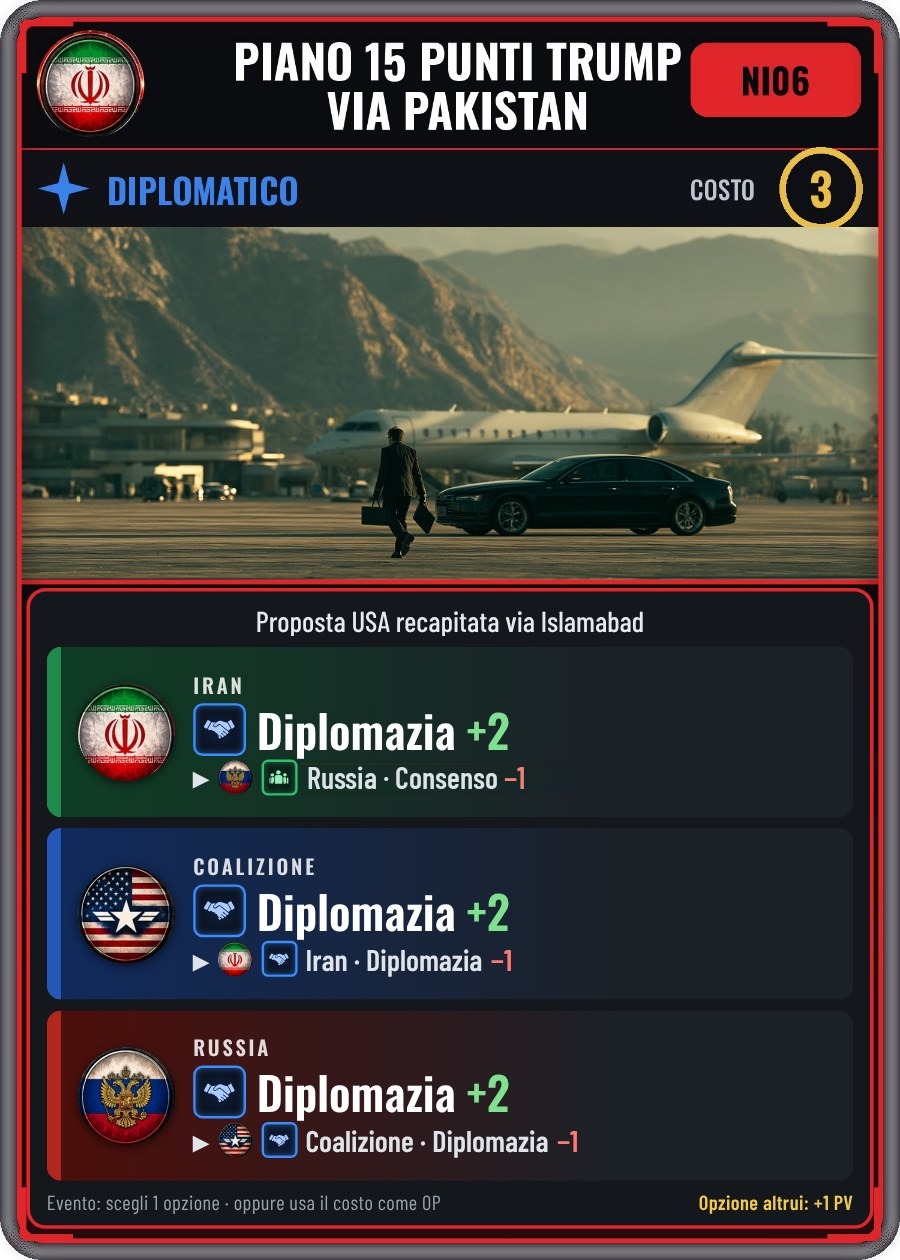 PIANO 15 PUNTI TRUMP
VIA PAKISTAN
NI06
DIPLOMATICO
COSTO
3
Proposta USA recapitata via Islamabad
IRAN
Diplomazia +2
▶ Russia · Consenso −1
COALIZIONE
Diplomazia +2
▶ Iran · Diplomazia −1
RUSSIA
Diplomazia +2
▶ Coalizione · Diplomazia −1
Evento: scegli 1 opzione · oppure usa il costo come OP
Opzione altrui: +1 PV